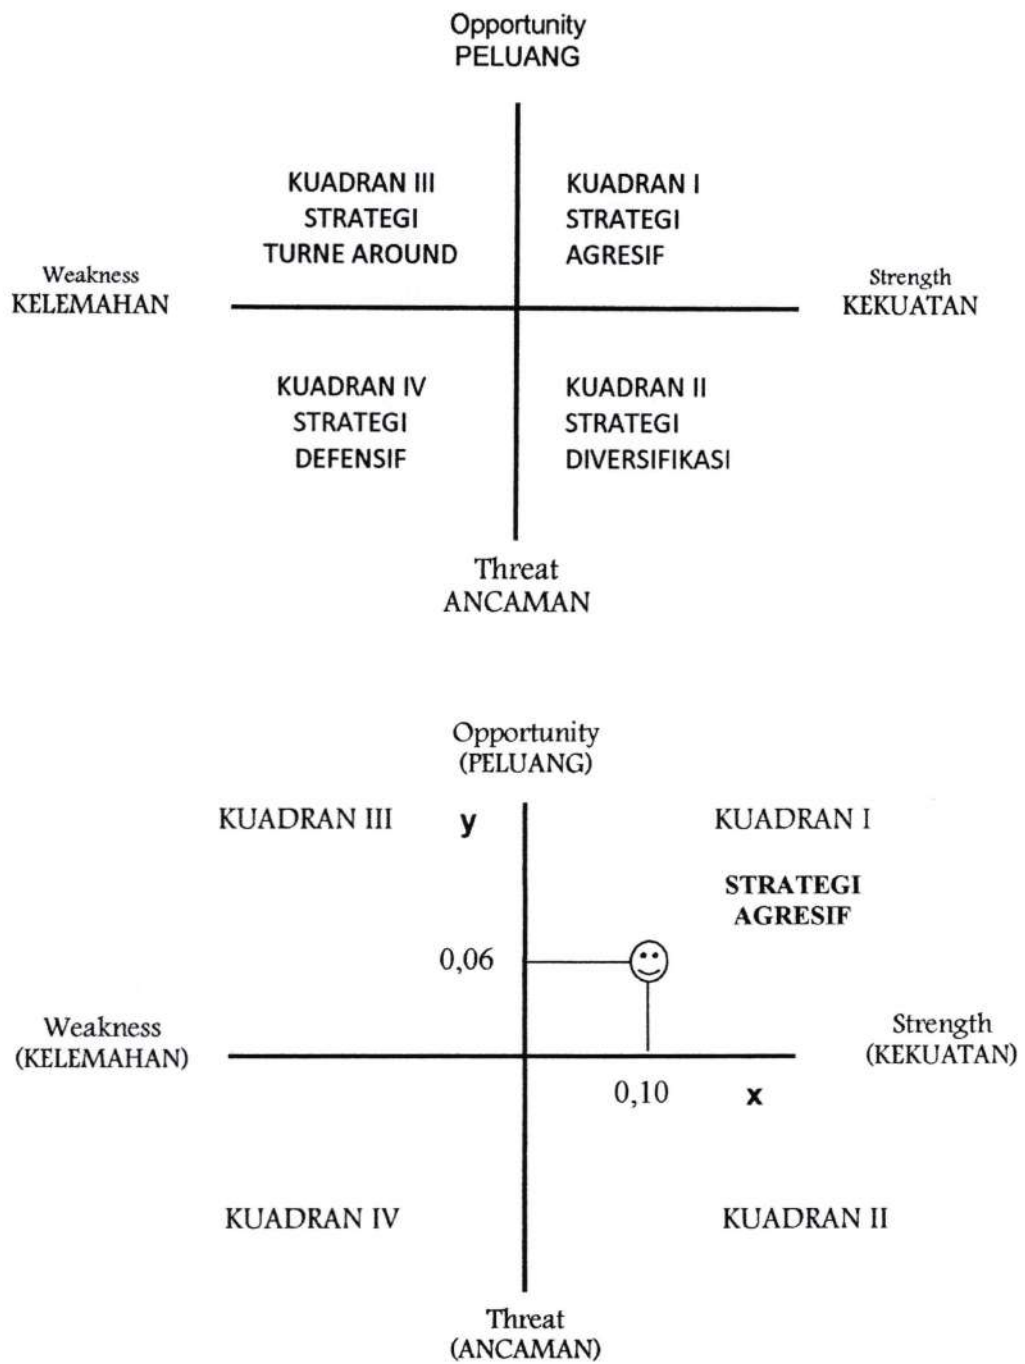 Opportunity
PELUANG
KUADRAN III
STRATEGI
TURNE AROUND
KUADRAN I
STRATEGI
AGRESIF
Weakness
KELEMAHAN
Strength
KEKUATAN
KUADRAN IV
STRATEGI
DEFENSIF
KUADRAN II
STRATEGI
DIVERSIFIKASI
Threat
ANCAMAN
Opportunity
(PELUANG)
KUADRAN III
y
KUADRAN I
STRATEGI
AGRESIF
0,06
Weakness
(KELEMAHAN)
Strength
(KEKUATAN)
0,10
x
KUADRAN IV
KUADRAN II
Threat
(ANCAMAN)